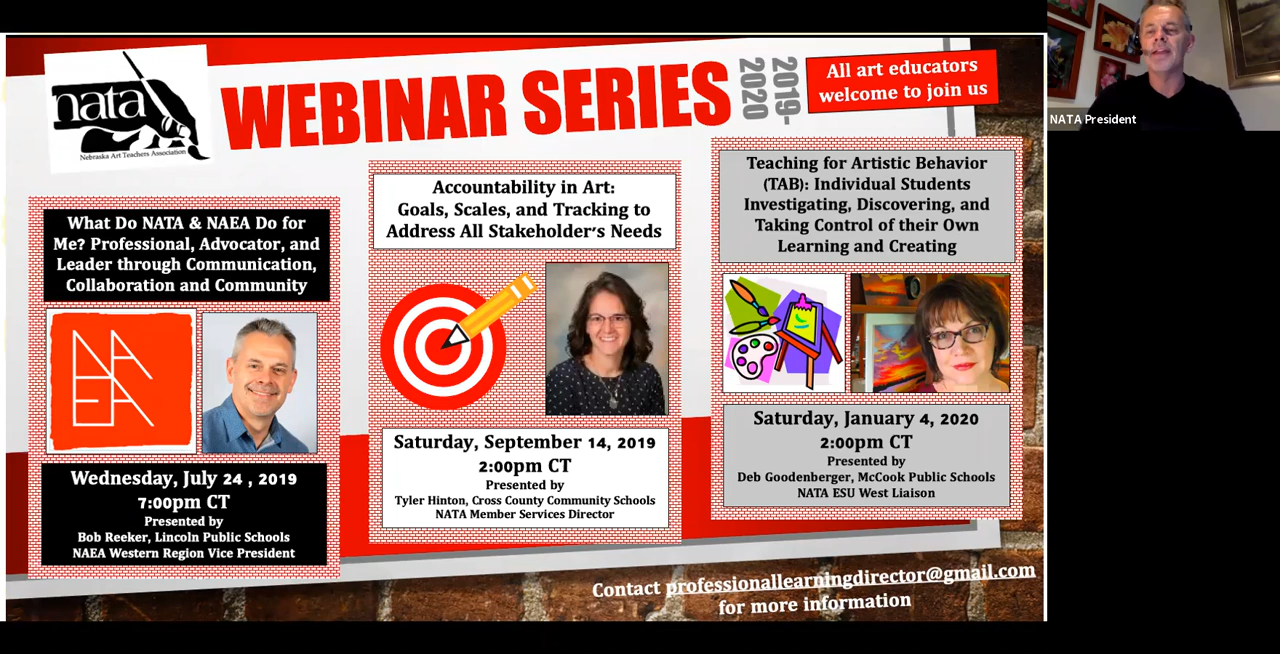 nata
Nebraska Art Teachers Association
WEBINAR SERIES
2019-
2020
All art educators
welcome to join us
NATA President
What Do NATA & NAEA Do for
Me? Professional, Advocator, and
Leader through Communication,
Collaboration and Community
NAEA
Wednesday, July 24 , 2019
7:00pm CT
Presented by
Bob Reeker, Lincoln Public Schools
NAEA Western Region Vice President
Accountability in Art:
Goals, Scales, and Tracking to
Address All Stakeholder's Needs
Saturday, September 14, 2019
2:00pm CT
Presented by
Tyler Hinton, Cross County Community Schools
NATA Member Services Director
Teaching for Artistic Behavior
(TAB): Individual Students
Investigating, Discovering, and
Taking Control of their Own
Learning and Creating
Saturday, January 4, 2020
2:00pm CT
Presented by
Deb Goodenberger, McCook Public Schools
NATA ESU West Liaison
Contact professionallearningdirector@gmail.com
for more information